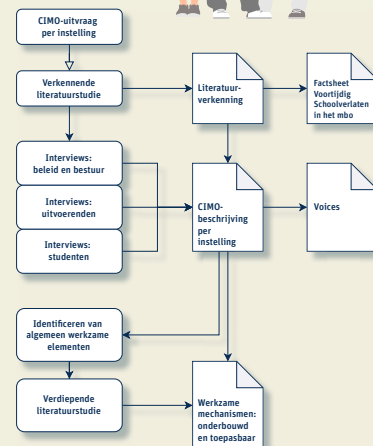 CIMO-uitvraag
per instelling
Verkennende
literatuurstudie
Literatuur-
verkenning
Factsheet
Voortijdig
Schoolverlaten
in het mbo
Interviews:
beleid en bestuur
Interviews:
uitvoerenden
Interviews:
studenten
CIMO-
beschrijving
per
instelling
Voices
Identificeren van
algemeen werkzame
elementen
Verdiepende
literatuurstudie
Werkzame
mechanismen:
onderbouwd
en toepasbaar